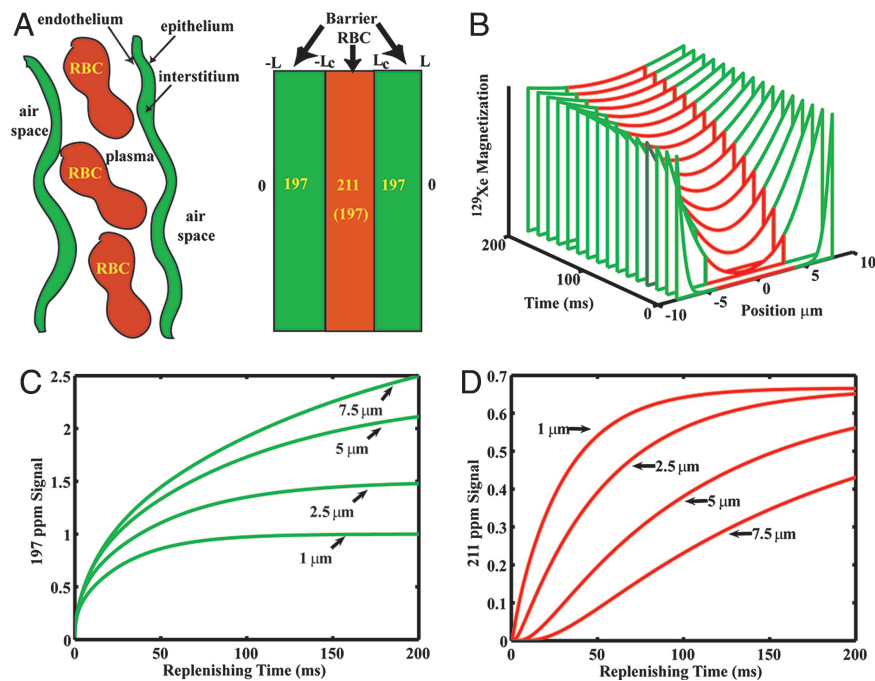 A
endothelium
epithelium
RBC
interstitium
air
space
plasma
RBC
air
space
RBC
Barrier
RBC
-L
-Lc
Lc
L
0
197
211
(197)
197
0
B
129Xe Magnetization
200
100
0
Time (ms)
-10
-5
0
5
10
Position μm
C
197 ppm Signal
2.5
2
1.5
1
0.5
0
7.5 μm
5 μm
2.5 μm
1 μm
0
50
100
150
200
Replenishing Time (ms)
D
211 ppm Signal
0.7
0.6
0.5
0.4
0.3
0.2
0.1
0
1 μm
2.5 μm
5 μm
7.5 μm
0
50
100
150
200
Replenishing Time (ms)